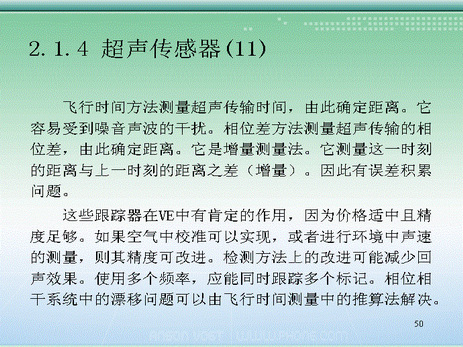 2.1.4 超声传感器(11)
飞行时间方法测量超声传输时间，由此确定距离。它
容易受到噪音声波的干扰。相位差方法测量超声传输的相
位差，由此确定距离。它是增量测量法。它测量这一时刻
的距离与上一时刻的距离之差（增量）。因此有误差积累
问题。
这些跟踪器在VE中有肯定的作用，因为价格适中且精
度足够。如果空气中校准可以实现，或者进行环境中声速
的测量，则其精度可改进。检测方法上的改进可能减少回
声效果。使用多个频率，应能同时跟踪多个标记。相位相
干系统中的漂移问题可以由飞行时间测量中的推算法解决。
50